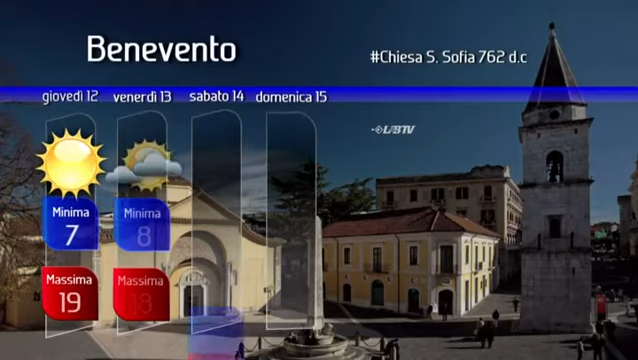 Benevento
#Chiesa S. Sofia 762 d.c
giovedì 12 venerdì 13 sabato 14 domenica 15
LABTV
Minima Minima
7 8
Massima Massima
19 18